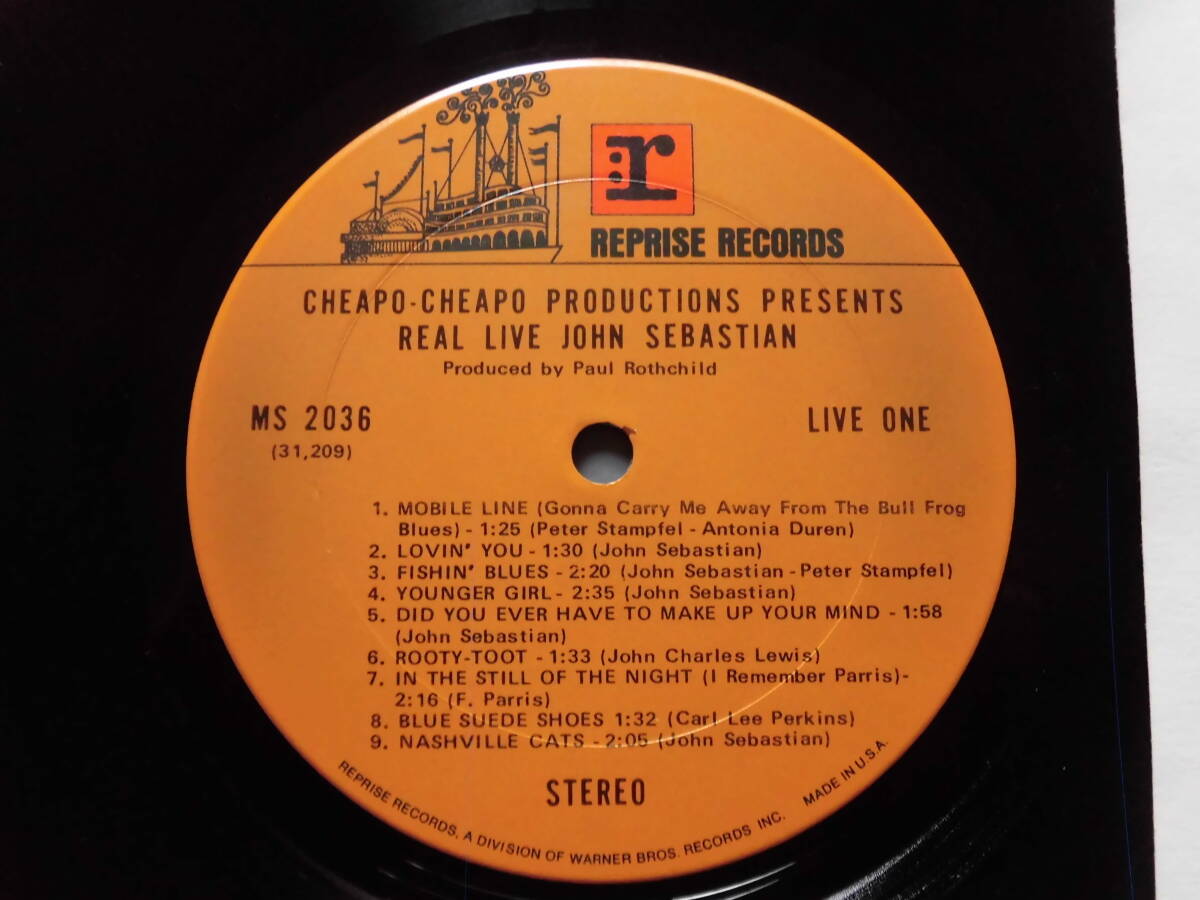 :r
REPRISE RECORDS
CHEAPO-CHEAPO PRODUCTIONS PRESENTS
REAL LIVE JOHN SEBASTIAN
Produced by Paul Rothchild
MS 2036
(31,209)
LIVE ONE
1. MOBILE LINE (Gonna Carry Me Away From The Bull Frog
Blues) - 1:25 (Peter Stampfel - Antonia Duren)
2. LOVIN' YOU - 1:30 (John Sebastian)
3. FISHIN' BLUES - 2:20 (John Sebastian - Peter Stampfel)
4. YOUNGER GIRL - 2:35 (John Sebastian)
5. DID YOU EVER HAVE TO MAKE UP YOUR MIND - 1:58
(John Sebastian)
6. ROOTY-TOOT - 1:33 (John Charles Lewis)
7. IN THE STILL OF THE NIGHT (I Remember Parris)-
2:16 (F. Parris)
8. BLUE SUEDE SHOES 1:32 (Carl Lee Perkins)
9. NASHVILLE CATS - 2:05 (John Sebastian)
STEREO
REPRISE RECORDS, A DIVISION OF WARNER BROS. RECORDS INC. MADE IN U.S.A.